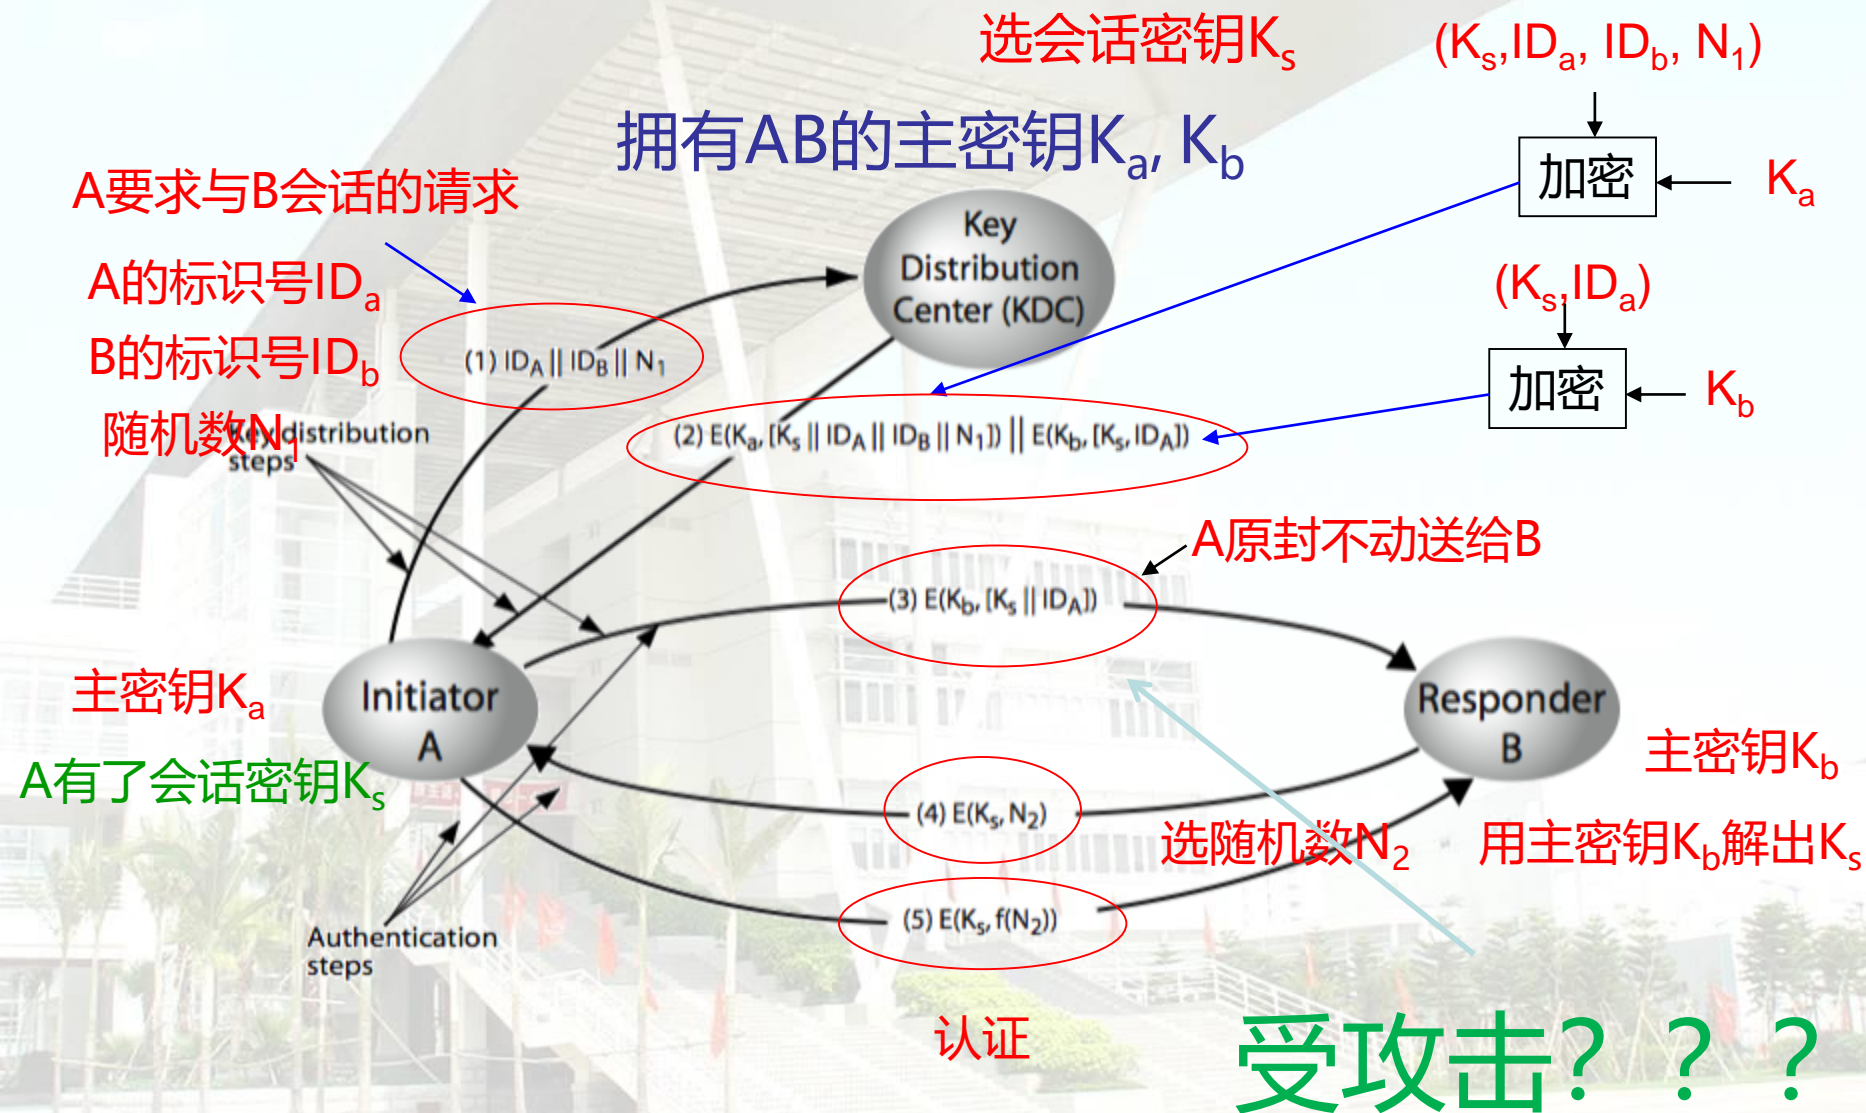 选会话密钥Ks
(Ks,IDa, IDb, N1)
拥有AB的主密钥Ka, Kb
加密
Ka
A要求与B会话的请求
Key
Distribution
Center (KDC)
A的标识号IDa
(Ks,IDa)
B的标识号IDb
(1) IDA || IDB || N1
加密
Kb
随机数N1
Key distribution
steps
(2) E(Ka, [Ks || IDA || IDB || N1]) || E(Kb, [Ks, IDA])
A原封不动送给B
(3) E(Kb, [Ks || IDA])
主密钥Ka
Initiator
A
Responder
B
主密钥Kb
A有了会话密钥Ks
(4) E(Ks, N2)
选随机数N2
用主密钥Kb解出Ks
(5) E(Ks, f(N2))
Authentication
steps
认证
受攻击？？？